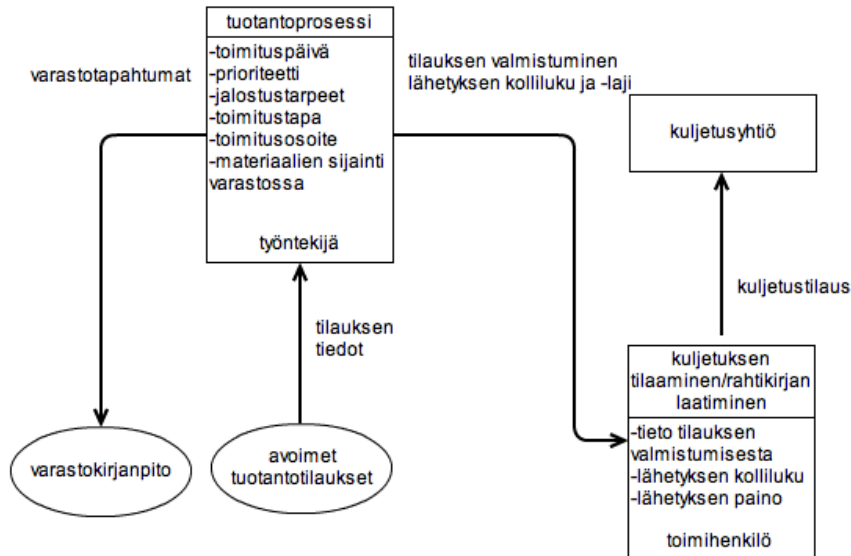 tuotantoprosessi
-toimituspäivä
-prioriteetti
-jalostustarpeet
-toimitustapa
-toimitusosoite
-materiaalien sijainti
varastossa
työntekijä
varastotapahtumat
tilauksen valmistuminen
lähetyksen kolliluku ja -laji
kuljetusyhtiö
kuljetustilaus
tilauksen
tiedot
varastokirjanpito
avoimet
tuotantotilaukset
kuljetuksen
tilaaminen/rahtikirjan
laatiminen
-tieto tilauksen
valmistumisesta
-lähetyksen kolliluku
-lähetyksen paino
toimihenkilö